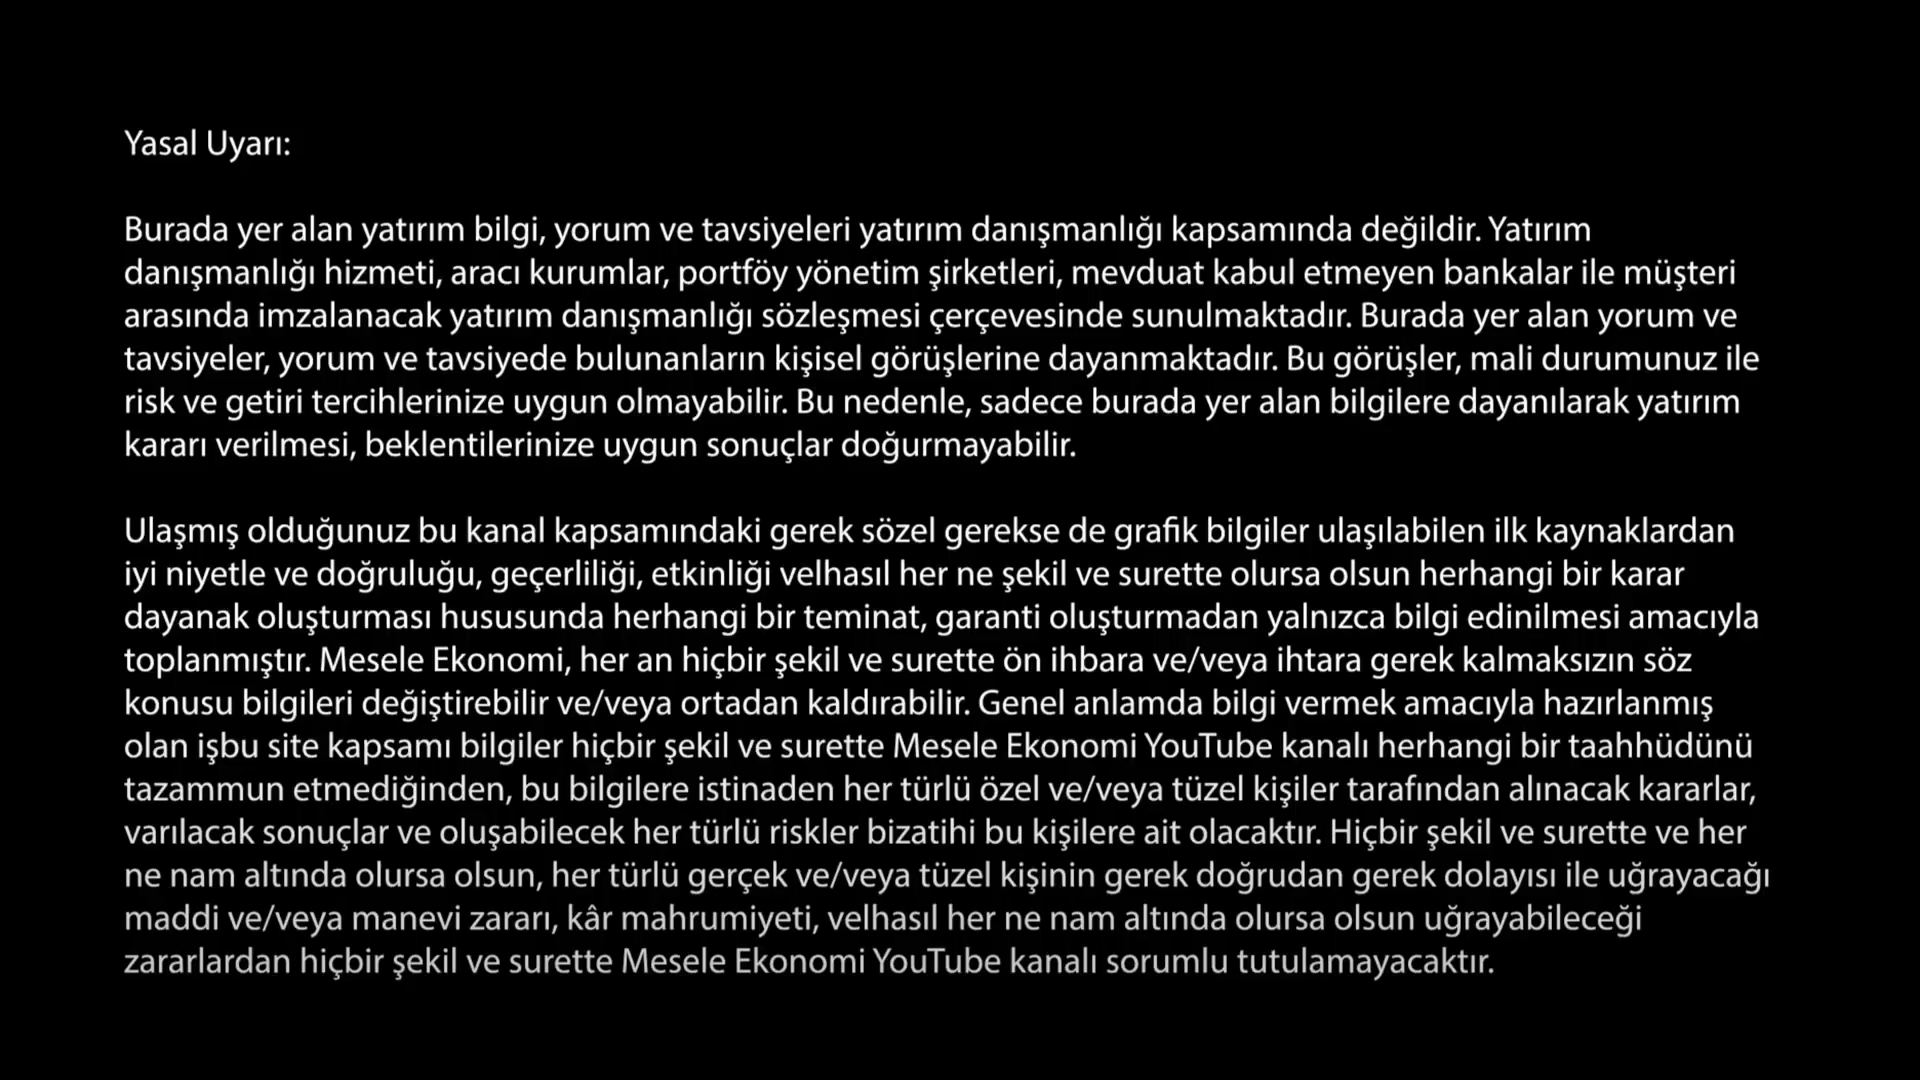 Yasal Uyarı:
Burada yer alan yatırım bilgi, yorum ve tavsiyeleri yatırım danışmanlığı kapsamında değildir. Yatırım
danışmanlığı hizmeti, aracı kurumlar, portföy yönetim şirketleri, mevduat kabul etmeyen bankalar ile müşteri
arasında imzalanacak yatırım danışmanlığı sözleşmesi çerçevesinde sunulmaktadır. Burada yer alan yorum ve
tavsiyeler, yorum ve tavsiyede bulunanların kişisel görüşlerine dayanmaktadır. Bu görüşler, mali durumunuz ile
risk ve getiri tercihlerinize uygun olmayabilir. Bu nedenle, sadece burada yer alan bilgilere dayanılarak yatırım
kararı verilmesi, beklentilerinize uygun sonuçlar doğurmayabilir.
Ulaşmış olduğunuz bu kanal kapsamındaki gerek sözel gerekse de grafik bilgiler ulaşılabilen ilk kaynaklardan
iyi niyetle ve doğruluğu, geçerliliği, etkinliği velhasıl her ne şekil ve surette olursa olsun herhangi bir karar
dayanak oluşturması hususunda herhangi bir teminat, garanti oluşturmadan yalnızca bilgi edinilmesi amacıyla
toplanmıştır. Mesele Ekonomi, her an hiçbir şekil ve surette ön ihbara ve/veya ihtara gerek kalmaksızın söz
konusu bilgileri değiştirebilir ve/veya ortadan kaldırabilir. Genel anlamda bilgi vermek amacıyla hazırlanmış
olan işbu site kapsamı bilgiler hiçbir şekil ve surette Mesele Ekonomi YouTube kanalı herhangi bir taahhüdünü
tazammun etmediğinden, bu bilgilere istinaden her türlü özel ve/veya tüzel kişiler tarafından alınacak kararlar,
varılacak sonuçlar ve oluşabilecek her türlü riskler bizatihi bu kişilere ait olacaktır. Hiçbir şekil ve surette ve her
ne nam altında olursa olsun, her türlü gerçek ve/veya tüzel kişinin gerek doğrudan gerek dolayısı ile uğrayacağı
maddi ve/veya manevi zararı, kâr mahrumiyeti, velhasıl her ne nam altında olursa olsun uğrayabileceği
zararlardan hiçbir şekil ve surette Mesele Ekonomi YouTube kanalı sorumlu tutulamayacaktır.